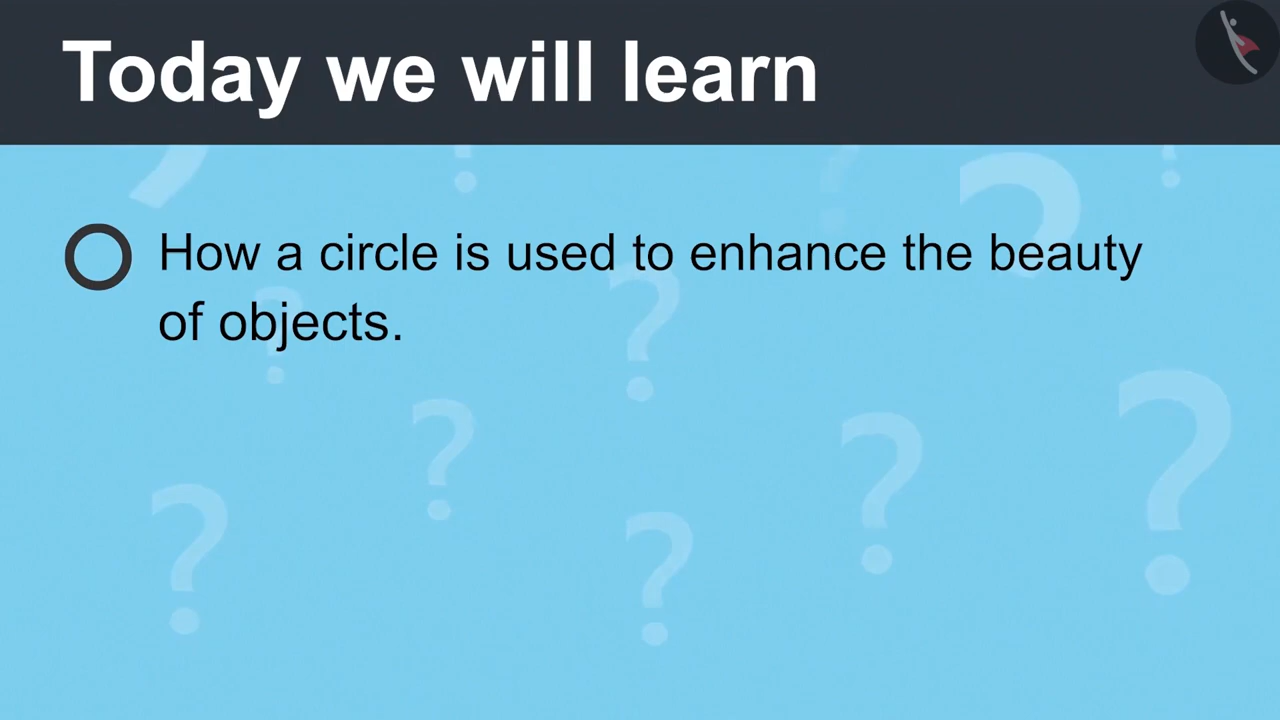 Today we will learn
How a circle is used to enhance the beauty
of objects.